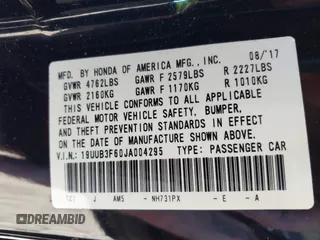 MFD. BY HONDA OF AMERICA MFG., INC. 08/'17
GVWR 4762LBS GAWR F 2579LBS R 2227LBS
GVWR 2160KG GAWR F 1170KG R 1010KG
THIS VEHICLE CONFORMS TO ALL APPLICABLE
FEDERAL MOTOR VEHICLE SAFETY, BUMPER,
AND THEFT PREVENTION STANDARDS IN EFFECT
ON THE DATE OF MANUFACTURE SHOWN ABOVE.
V.I.N.: 19UUB3F60JA004295 TYPE: PASSENGER CAR
J AM5 NH731PX - E - A
DREAMBID